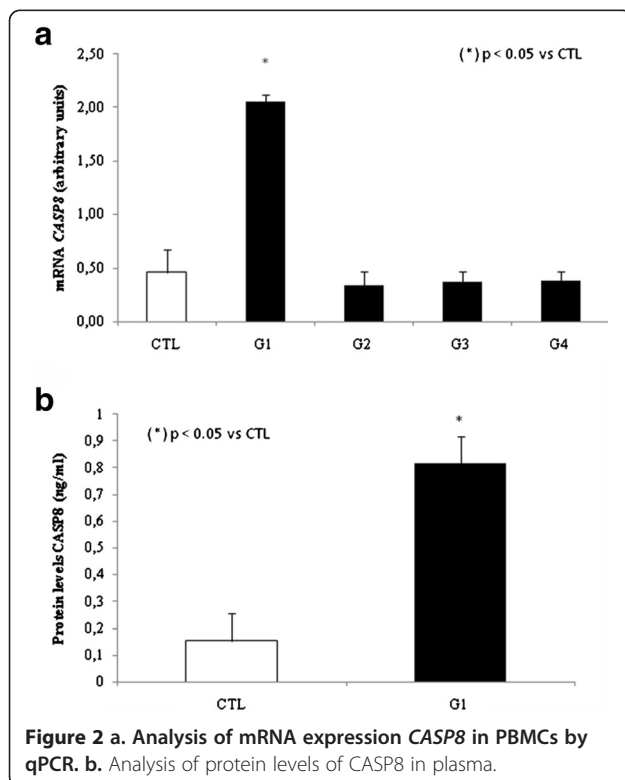 a
2,50
2,00
1,50
1,00
0,50
0,00
mRNA CASP8 (arbitrary units)
*
(*) p < 0.05 vs CTL
CTL G1 G2 G3 G4
b
1
0,9
0,8
0,7
0,6
0,5
0,4
0,3
0,2
0,1
0
Protein levels CASP8 (ng/ml)
(*) p < 0.05 vs CTL
*
CTL G1
Figure 2 a. Analysis of mRNA expression CASP8 in PBMCs by
qPCR. b. Analysis of protein levels of CASP8 in plasma.